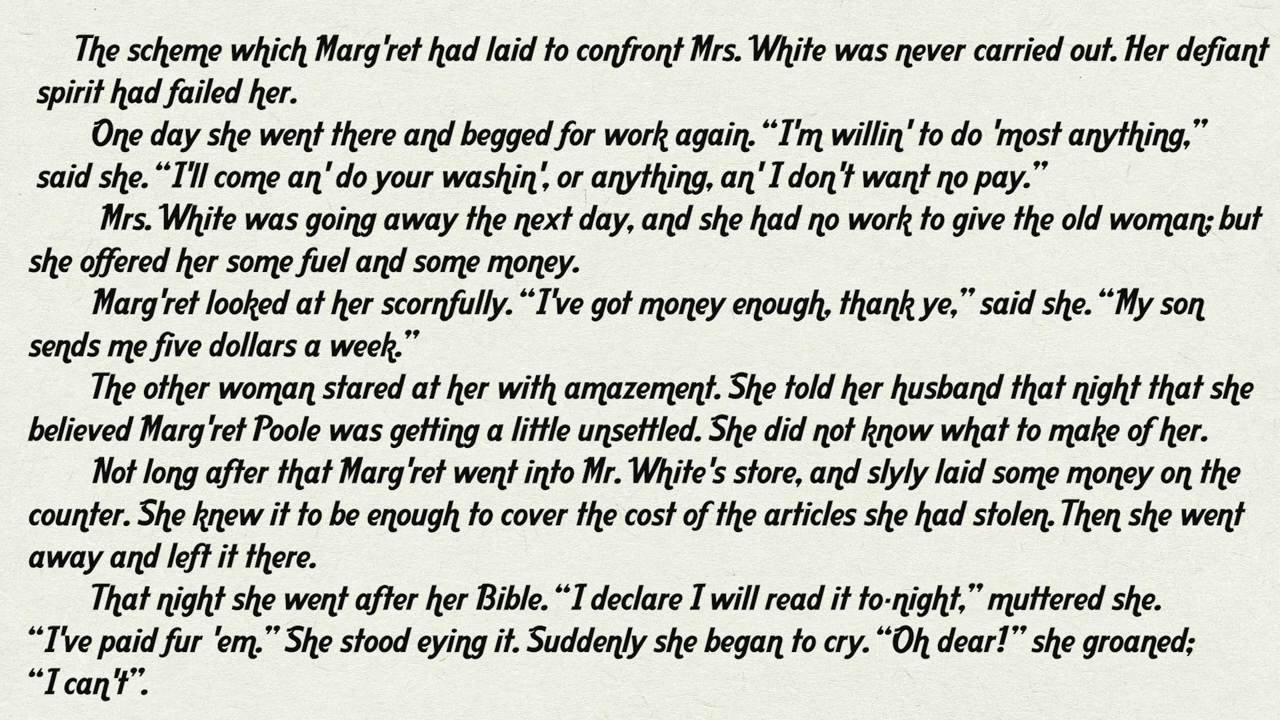 The scheme which Marg'ret had laid to confront Mrs. White was never carried out. Her defiant
spirit had failed her.
One day she went there and begged for work again. “I'm willin' to do 'most anything,”
said she. “I'll come an' do your washin', or anything, an' I don't want no pay.”
Mrs. White was going away the next day, and she had no work to give the old woman; but
she offered her some fuel and some money.
Marg'ret looked at her scornfully. “I've got money enough, thank ye,” said she. “My son
sends me five dollars a week.”
The other woman stared at her with amazement. She told her husband that night that she
believed Marg'ret Poole was getting a little unsettled. She did not know what to make of her.
Not long after that Marg'ret went into Mr. White's store, and slyly laid some money on the
counter. She knew it to be enough to cover the cost of the articles she had stolen. Then she went
away and left it there.
That night she went after her Bible. “I declare I will read it to-night,” muttered she.
“I've paid fur 'em.” She stood eying it. Suddenly she began to cry. “Oh dear!” she groaned;
“I can't”.